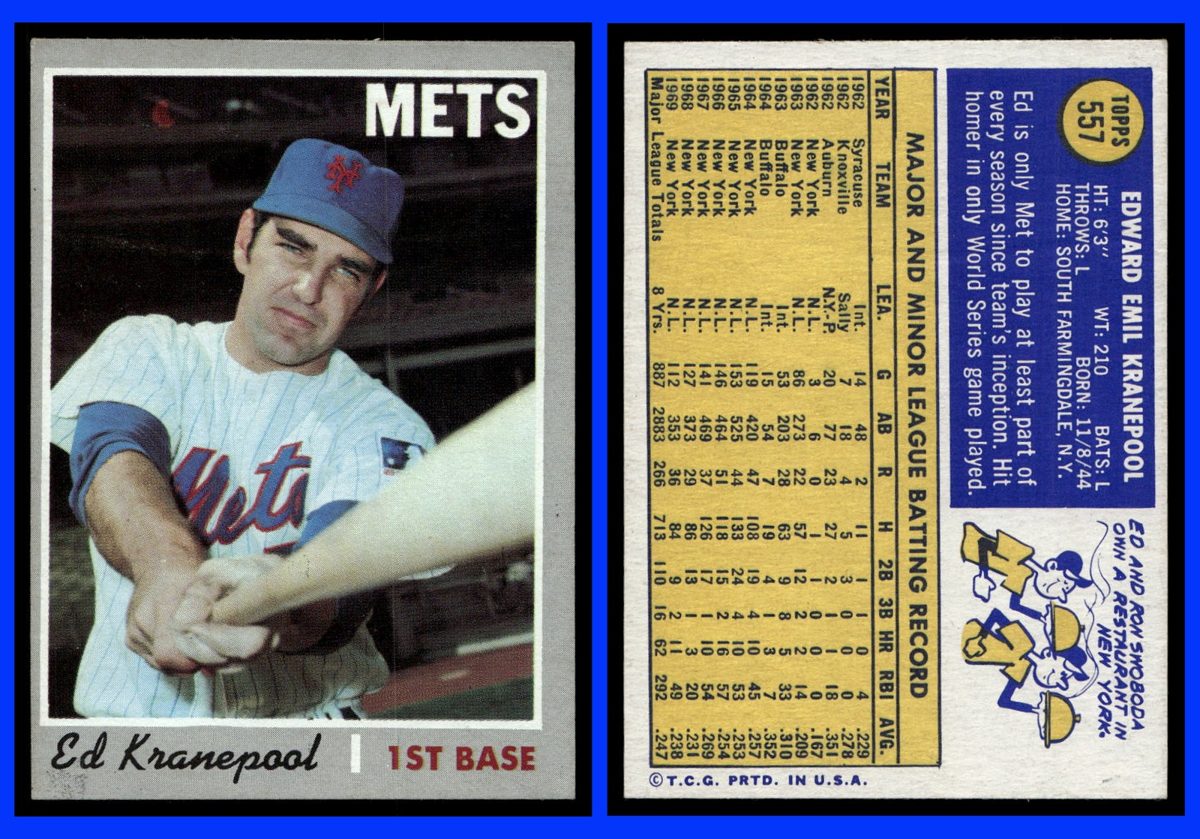 METS
NY
Mets
Ed Kranepool
1ST BASE
TOPPS
557
EDWARD EMIL KRANEPOOL
HT: 6'3" WT: 210 BATS: L
THROWS: L BORN: 11/8/44
HOME: SOUTH FARMINGDALE, N.Y.
Ed is only Met to play at least part of
every season since team's inception. Hit
homer in only World Series game played.
ED AND RON SWOBODA
OWN A RESTAURANT IN
NEW YORK.
MAJOR AND MINOR LEAGUE BATTING RECORD
YEAR TEAM LEA. G AB R H 2B 3B HR RBI AVG.
1962 Syracuse Int. 14 48 2 11 1 0 0 4 .229
1962 Knoxville Sally 7 18 4 5 .278
1962 Auburn N.Y.-P 20 77 23 27 18 .351
1962 New York N.L. 3 6 0 1 1 0 0 0 .167
1963 New York N.L. 86 273 22 57 12 2 2 14 .209
1963 Buffalo Int. 53 203 28 63 5 33 .310
1964 Buffalo Int. 15 54 7 19 4 1 3 7 .352
1964 New York N.L. 119 420 47 108 19 4 10 45 .257
1965 New York N.L. 153 525 44 133 24 4 10 53 .253
1966 New York N.L. 146 464 51 118 15 2 16 57 .254
1967 New York N.L. 141 469 37 126 17 1 10 54 .269
1968 New York N.L. 127 373 29 86 13 1 3 20 .231
1969 New York N.L. 112 353 36 84 9 2 11 49 .238
Major League Totals 8 Yrs. 887 2883 266 713 110 16 62 292 .247
© T.C.G. PRTD. IN U.S.A.